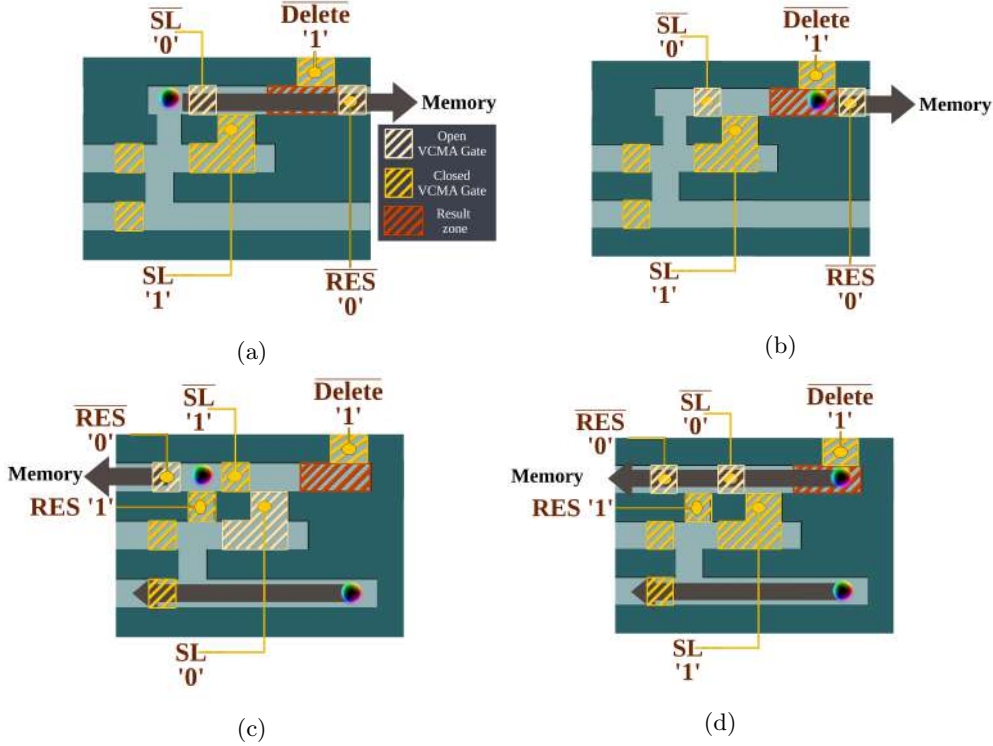 SL
'0'
Delete
'1'
Memory
Open
VCMA Gate
Closed
VCMA Gate
Result
zone
SL
'1'
RES
'0'
(a)
SL
'0'
Delete
'1'
Memory
SL
'1'
RES
'0'
(b)
RES
'0'
SL
'1'
Delete
'1'
Memory
RES '1'
SL
'0'
(c)
RES
'0'
SL
'0'
Delete
'1'
Memory
RES '1'
SL
'1'
(d)